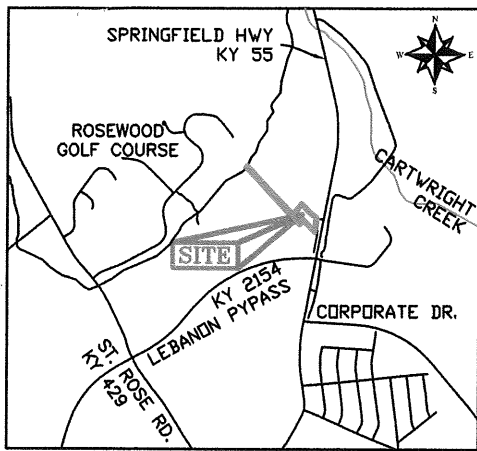 SPRINGFIELD HWY
KY 55
N
W
E
S
ROSEWOOD
GOLF COURSE
CARTWRIGHT
CREEK
SITE
KY 2154
LEBANON PYPASS
CORPORATE DR.
ST. ROSE RD.
KY 429